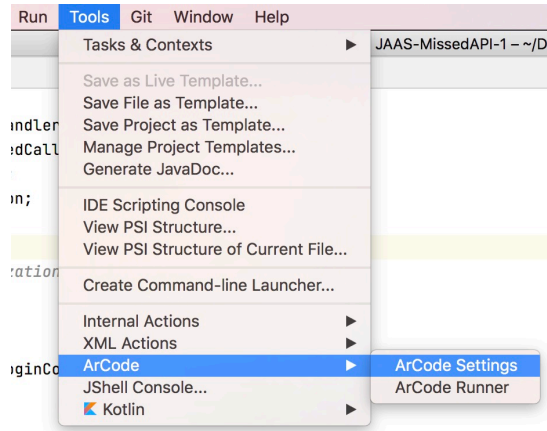 Run Tools Git Window Help
Tasks & Contexts
JAAS-MissedAPI-1 – ~/D
Save as Live Template...
Save File as Template...
andler
Save Project as Template...
edCall
Manage Project Templates...
Generate JavaDoc...
on;
IDE Scripting Console
View PSI Structure...
View PSI Structure of Current File...
zation
Create Command-line Launcher...
Internal Actions
XML Actions
oginCo
ArCode
ArCode Settings
JShell Console...
ArCode Runner
Kotlin